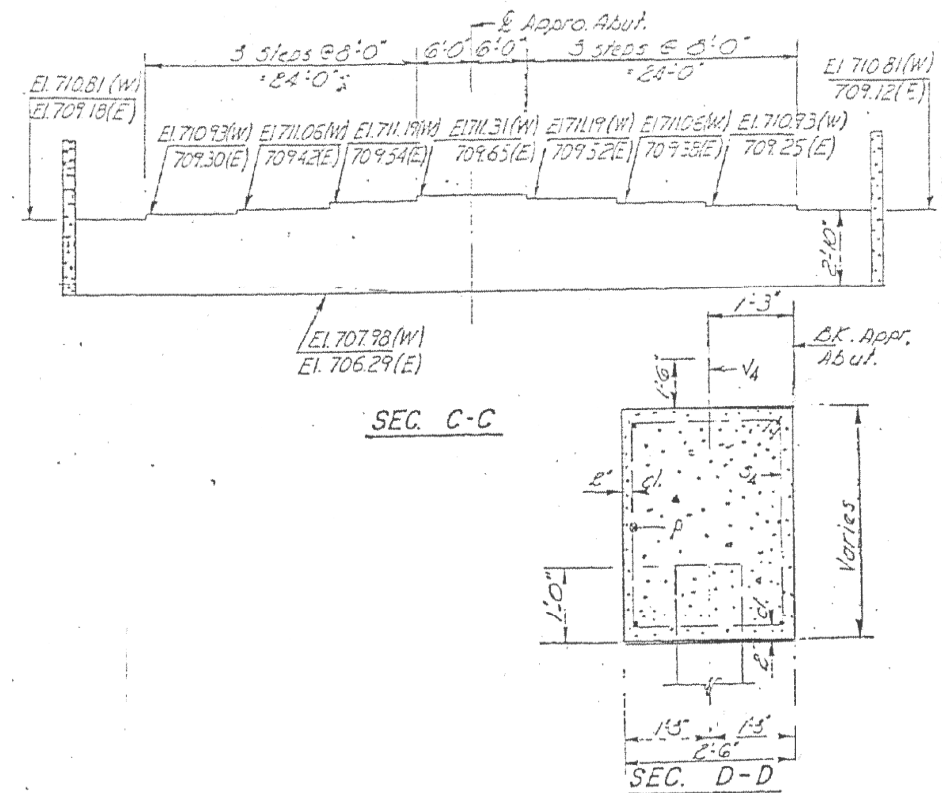 ℄ Appro. Abut.
3 Steps @ 8'-0"
= 24'-0"
6'-0" 6'-0"
3 steps @ 8'-0"
= 24'-0"
El. 710.81 (W)
El. 709.18 (E)
El. 710.93 (W)
709.30 (E)
El. 711.06 (W)
709.42 (E)
El. 711.19 (W)
709.54 (E)
El. 711.31 (W)
709.65 (E)
El. 711.19 (W)
709.52 (E)
El. 711.06 (W)
709.38 (E)
El. 710.93 (W)
709.25 (E)
El. 710.81 (W)
709.12 (E)
2'-10"
El. 707.98 (W)
El. 706.29 (E)
SEC. C-C
1'-3"
BK. Appr.
Abut.
1'-6"
V4
2"
cl.
S4
P
Varies
1'-0"
cl.
2"
1'-3"
1'-3"
2'-6"
SEC. D-D